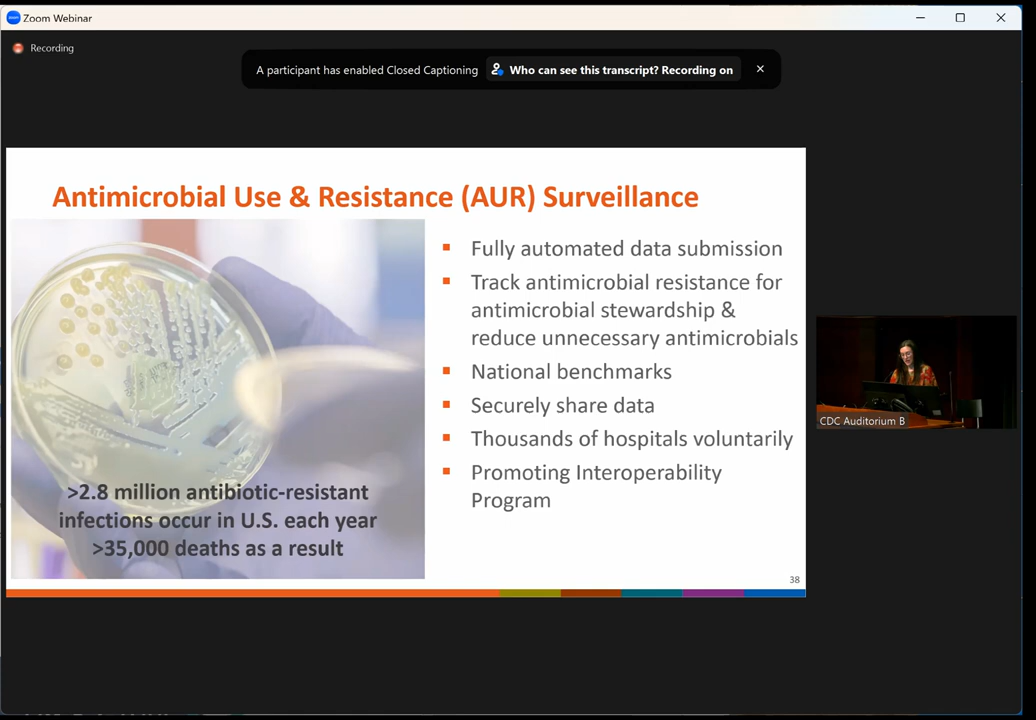 Zoom Webinar
Recording
A participant has enabled Closed Captioning Who can see this transcript? Recording on
Antimicrobial Use & Resistance (AUR) Surveillance
Fully automated data submission
Track antimicrobial resistance for
antimicrobial stewardship &
reduce unnecessary antimicrobials
National benchmarks
Securely share data
Thousands of hospitals voluntarily
Promoting Interoperability
Program
>2.8 million antibiotic-resistant
infections occur in U.S. each year
>35,000 deaths as a result
38
CDC Auditorium B